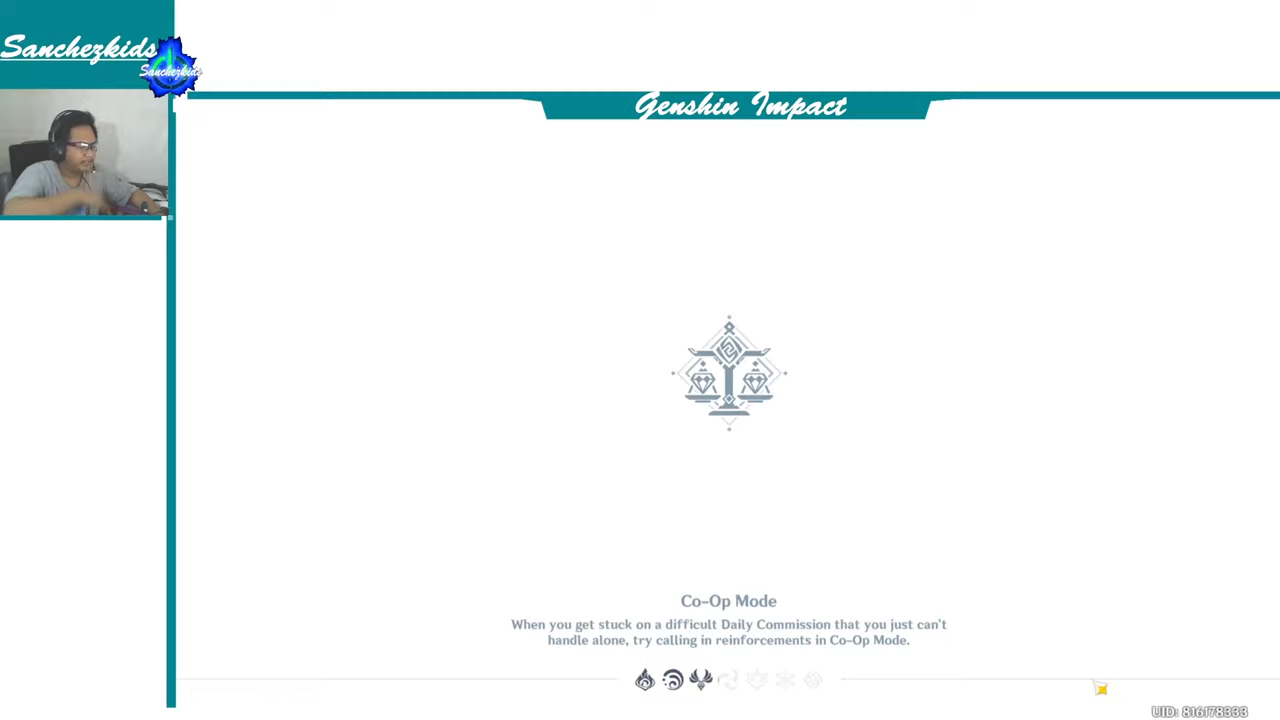 Sanchezkids
Sanchezkids
Genshin Impact
Co-Op Mode
When you get stuck on a difficult Daily Commission that you just can't
handle alone, try calling in reinforcements in Co-Op Mode.
UID: 816178333